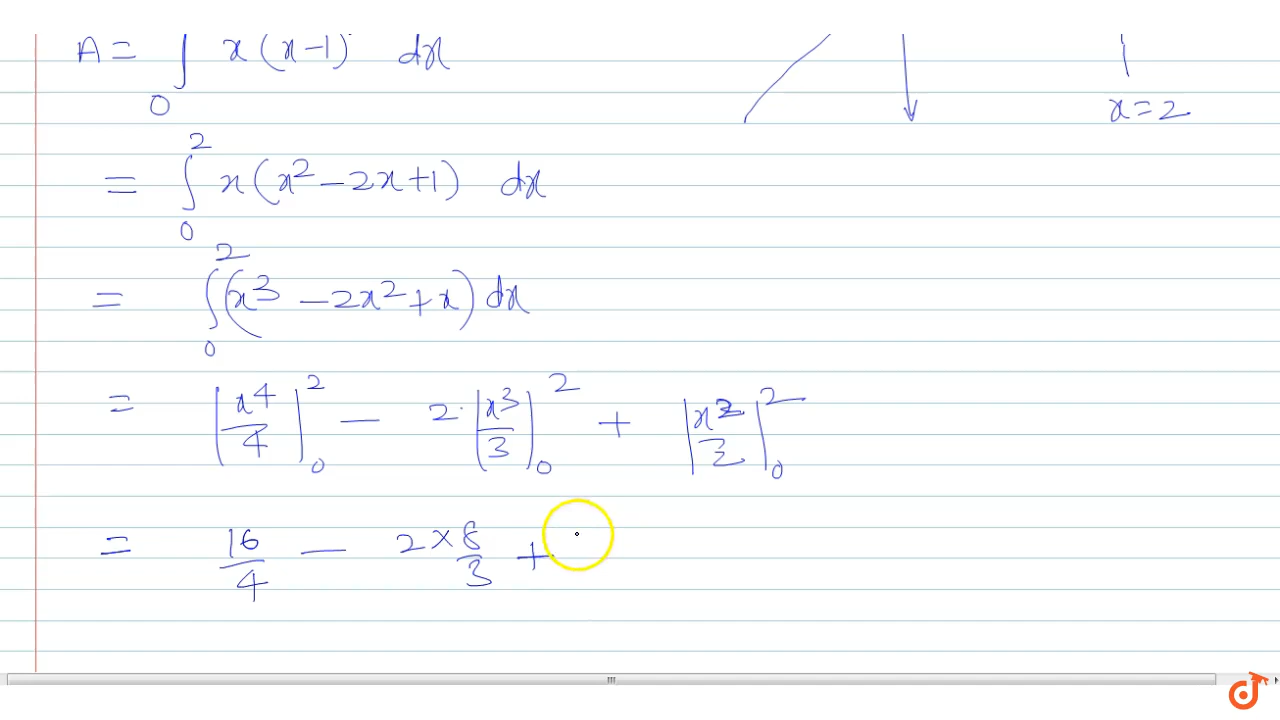 A = ∫₀ x(x-1) dx
x=2
= ∫₀² x(x²-2x+1) dx
= ∫₀² (x³-2x²+x) dx
= |x⁴/4|₀² - 2·|x³/3|₀² + |x²/2|₀²
= 16/4 - 2×8/3 +